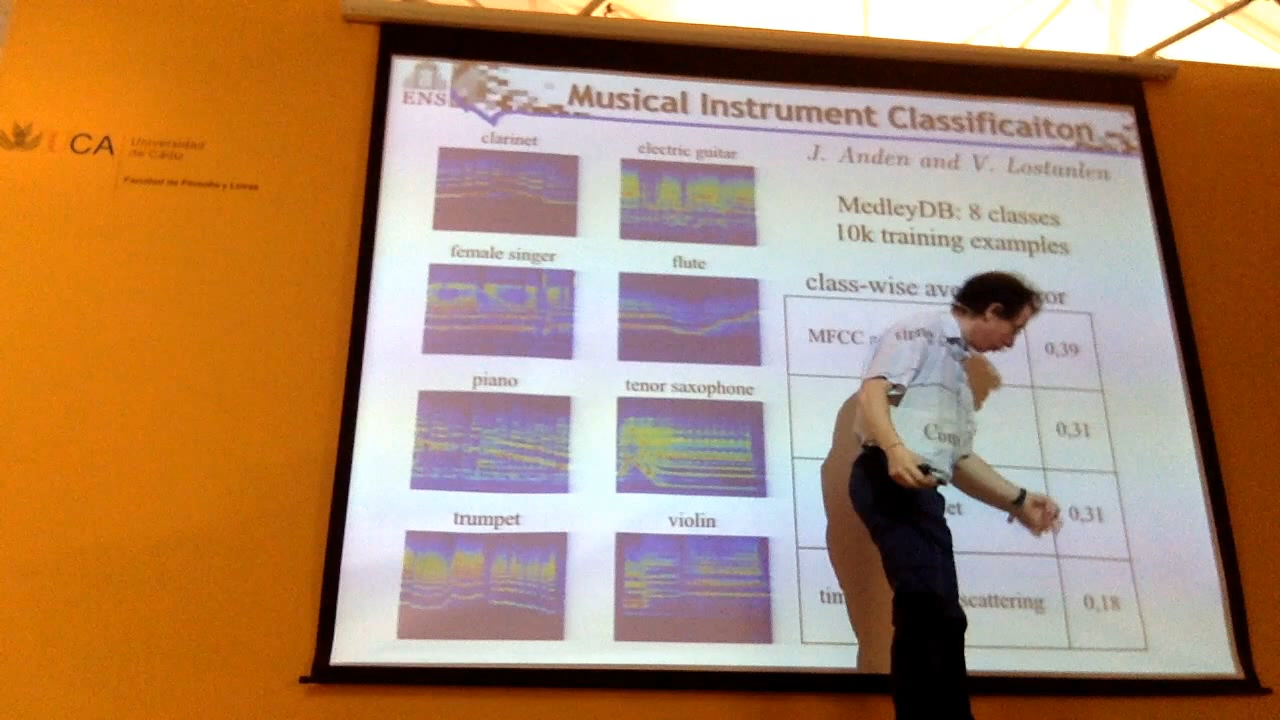 UCA
Universidad
de Cádiz
Facultad de Filosofía y Letras
ENS
Musical Instrument Classificaiton
J. Anden and V. Lostanlen
clarinet
electric guitar
MedleyDB: 8 classes
10k training examples
female singer
flute
class-wise
MFCC
0,39
piano
tenor saxophone
0,31
trumpet
violin
0,31
scattering
0,18